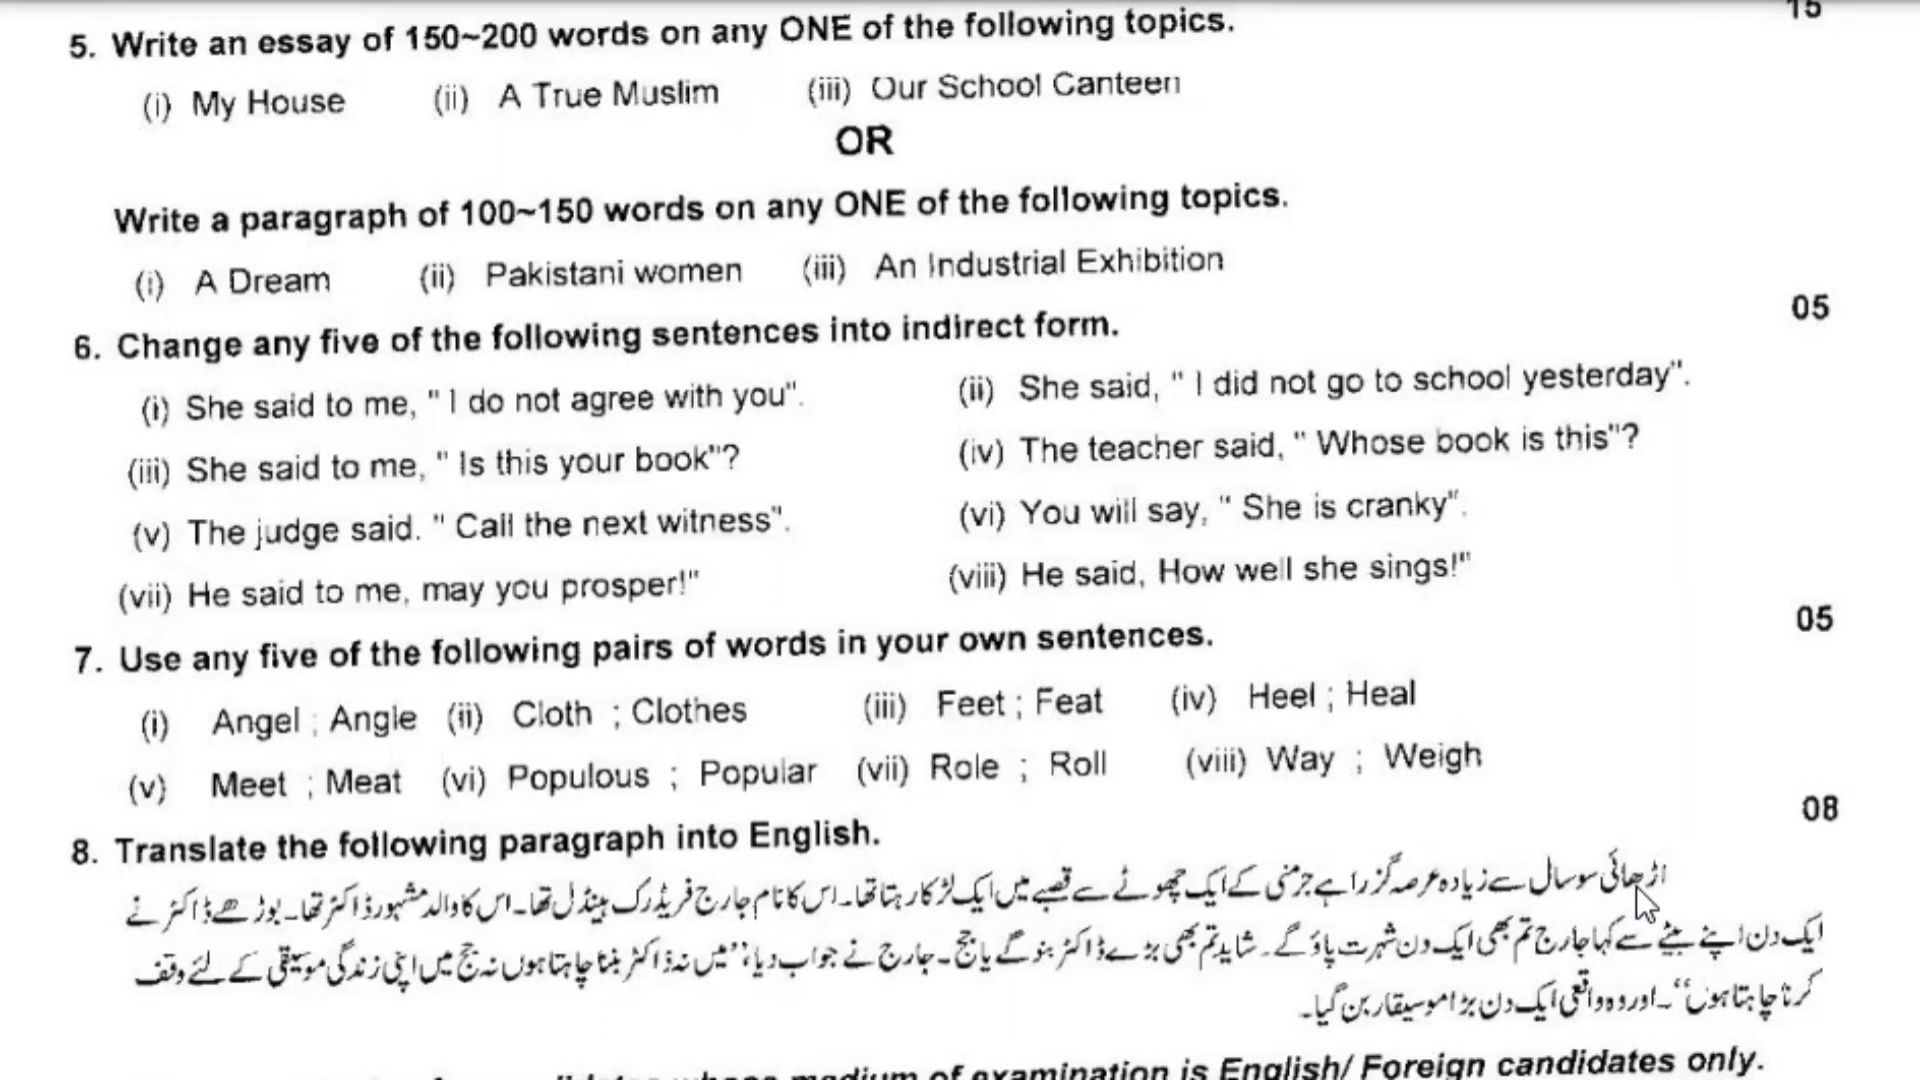 15
5. Write an essay of 150~200 words on any ONE of the following topics.
(i) My House (ii) A True Muslim (iii) Our School Canteen
OR
Write a paragraph of 100~150 words on any ONE of the following topics.
(i) A Dream (ii) Pakistani women (iii) An Industrial Exhibition
6. Change any five of the following sentences into indirect form. 05
(i) She said to me, " I do not agree with you". (ii) She said, " I did not go to school yesterday".
(iii) She said to me, " Is this your book"? (iv) The teacher said, " Whose book is this"?
(v) The judge said. " Call the next witness". (vi) You will say, " She is cranky".
(vii) He said to me, may you prosper!" (viii) He said, How well she sings!"
7. Use any five of the following pairs of words in your own sentences. 05
(i) Angel ; Angle (ii) Cloth ; Clothes (iii) Feet ; Feat (iv) Heel ; Heal
(v) Meet ; Meat (vi) Populous ; Popular (vii) Role ; Roll (viii) Way ; Weigh
8. Translate the following paragraph into English. 08
اڑھائی سو سال سے زیادہ عرصہ گزرا ہے جرمنی کے ایک چھوٹے سے قصبے میں ایک لڑکا رہتا تھا۔ اس کا نام جارج فریڈرک ہینڈل تھا۔ اس کا والد مشہور ڈاکٹر تھا۔ بوڑھے ڈاکٹر نے
ایک دن اپنے بیٹے سے کہا جارج تم بھی ایک دن شہرت پاؤ گے۔ شاید تم بھی بڑے ڈاکٹر بنو گے یا جج۔ جارج نے جواب دیا، ”میں نہ ڈاکٹر بننا چاہتا ہوں نہ جج میں اپنی زندگی موسیقی کے لئے وقف
کرنا چاہتا ہوں“۔ اور وہ واقعی ایک دن بڑا موسیقار بن گیا۔
medium of examination is English/ Foreign candidates only.